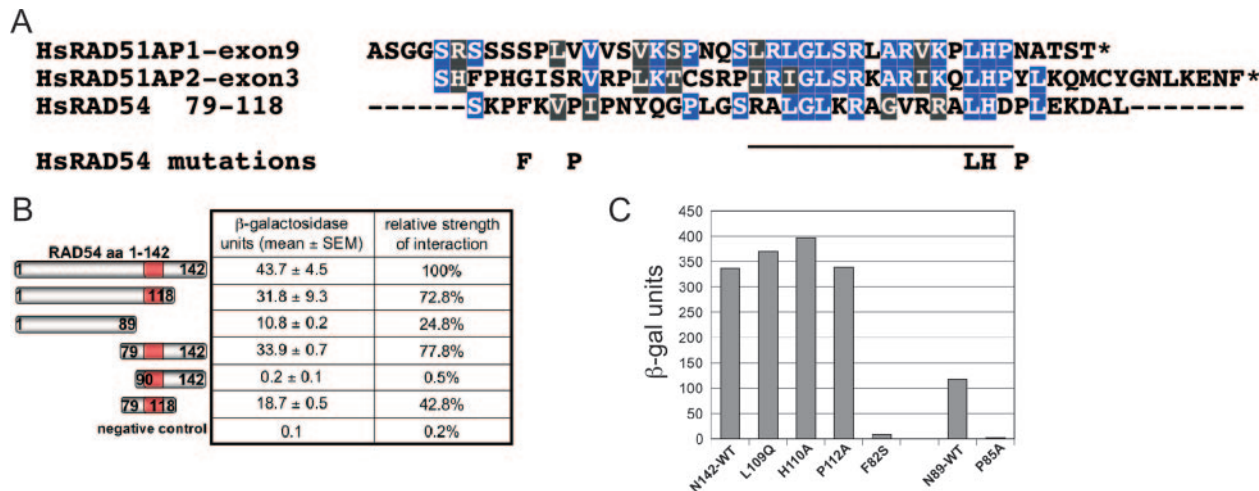 A
HsRAD51AP1-exon9 ASGGSRSSSSPLVVVSVKSPNQSLRLGLSRLARVKPLHPNATST*
HsRAD51AP2-exon3 SHFPHGISRVRPLKTCSRPIRIGLSRKARIKQLHPYLKQMCYGNLKENF*
HsRAD54 79-118 ------SKPFKVPIPNYQGPLGSRALGLKRAGVRRALHDPLEKDAL-------
HsRAD54 mutations F P LH P
B
β-galactosidase units (mean ± SEM) relative strength of interaction
RAD54 aa 1-142
1 142 43.7 ± 4.5 100%
1 118 31.8 ± 9.3 72.8%
1 89 10.8 ± 0.2 24.8%
79 142 33.9 ± 0.7 77.8%
90 142 0.2 ± 0.1 0.5%
79 118 18.7 ± 0.5 42.8%
negative control 0.1 0.2%
C
β-gal units
450
400
350
300
250
200
150
100
50
0
N142-WT L109Q H110A P112A F82S N89-WT P85A